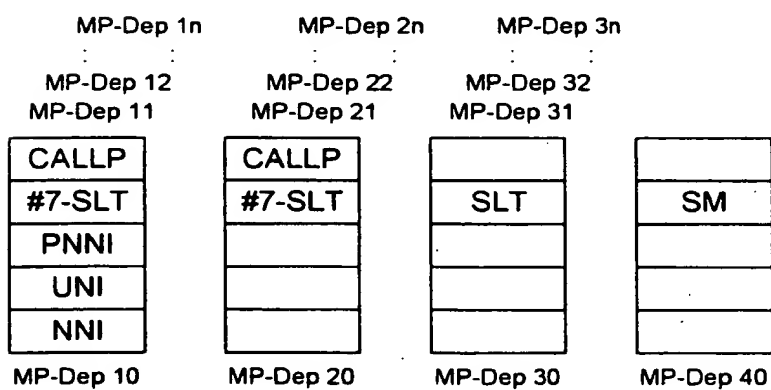 MP-Dep 1n MP-Dep 2n MP-Dep 3n
MP-Dep 12 MP-Dep 22 MP-Dep 32
MP-Dep 11 MP-Dep 21 MP-Dep 31
CALLP CALLP
#7-SLT #7-SLT SLT SM
PNNI
UNI
NNI
MP-Dep 10 MP-Dep 20 MP-Dep 30 MP-Dep 40